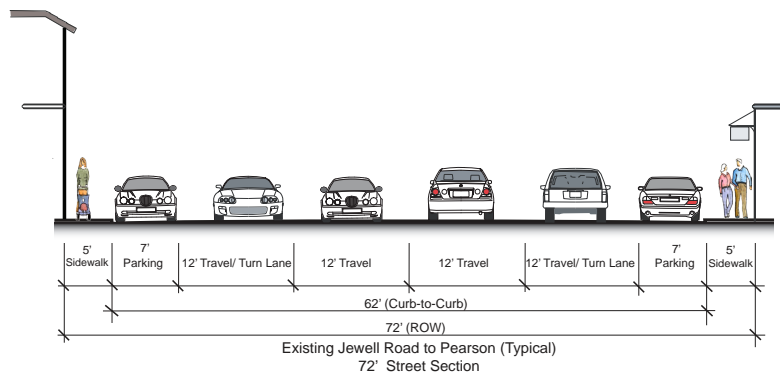 5' 7' 7' 5'
Sidewalk Parking 12' Travel/ Turn Lane 12' Travel 12' Travel 12' Travel/ Turn Lane Parking Sidewalk
62' (Curb-to-Curb)
72' (ROW)
Existing Jewell Road to Pearson (Typical)
72' Street Section